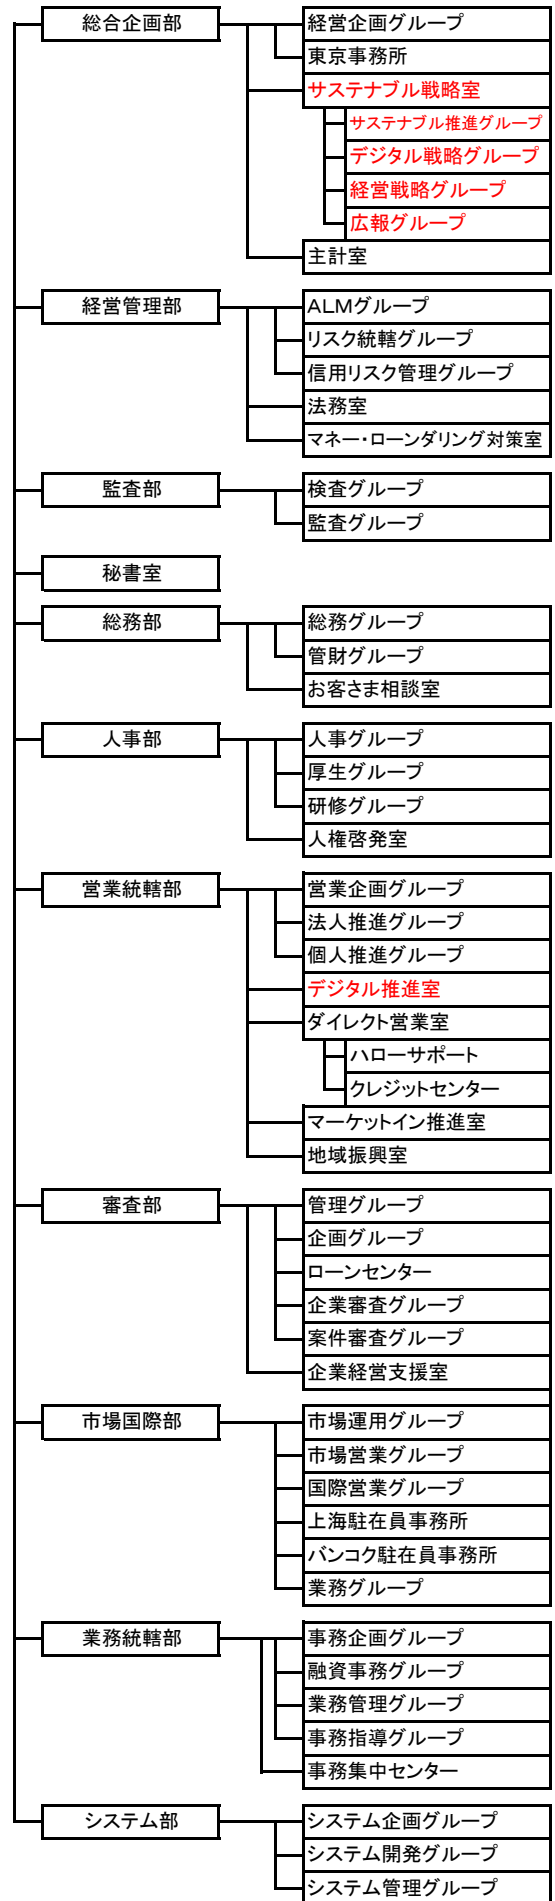 総合企画部
経営企画グループ
東京事務所
サステナブル戦略室
サステナブル推進グループ
デジタル戦略グループ
経営戦略グループ
広報グループ
主計室
経営管理部
ALMグループ
リスク統轄グループ
信用リスク管理グループ
法務室
マネー・ローンダリング対策室
監査部
検査グループ
監査グループ
秘書室
総務部
総務グループ
管財グループ
お客さま相談室
人事部
人事グループ
厚生グループ
研修グループ
人権啓発室
営業統轄部
営業企画グループ
法人推進グループ
個人推進グループ
デジタル推進室
ダイレクト営業室
ハローサポート
クレジットセンター
マーケットイン推進室
地域振興室
審査部
管理グループ
企画グループ
ローンセンター
企業審査グループ
案件審査グループ
企業経営支援室
市場国際部
市場運用グループ
市場営業グループ
国際営業グループ
上海駐在員事務所
バンコク駐在員事務所
業務グループ
業務統轄部
事務企画グループ
融資事務グループ
業務管理グループ
事務指導グループ
事務集中センター
システム部
システム企画グループ
システム開発グループ
システム管理グループ